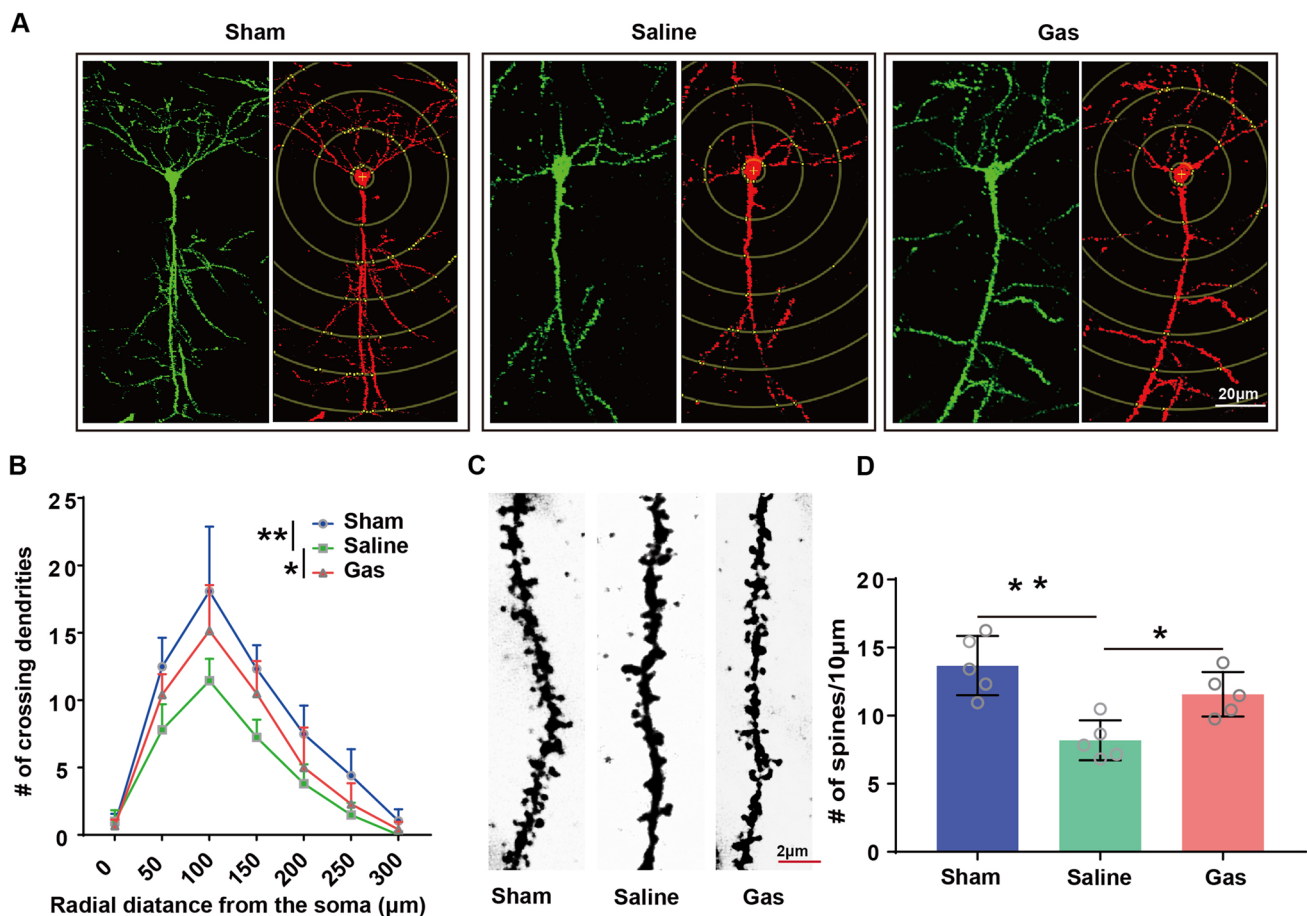 A
Sham Saline Gas
20μm
B
# of crossing dendrities
25
20
15
10
5
0
** Sham
Saline
* Gas
0 50 100 150 200 250 300
Radial diatance from the soma (μm)
C
2μm
Sham Saline Gas
D
# of spines/10μm
20
15
10
5
0
* *
*
Sham Saline Gas